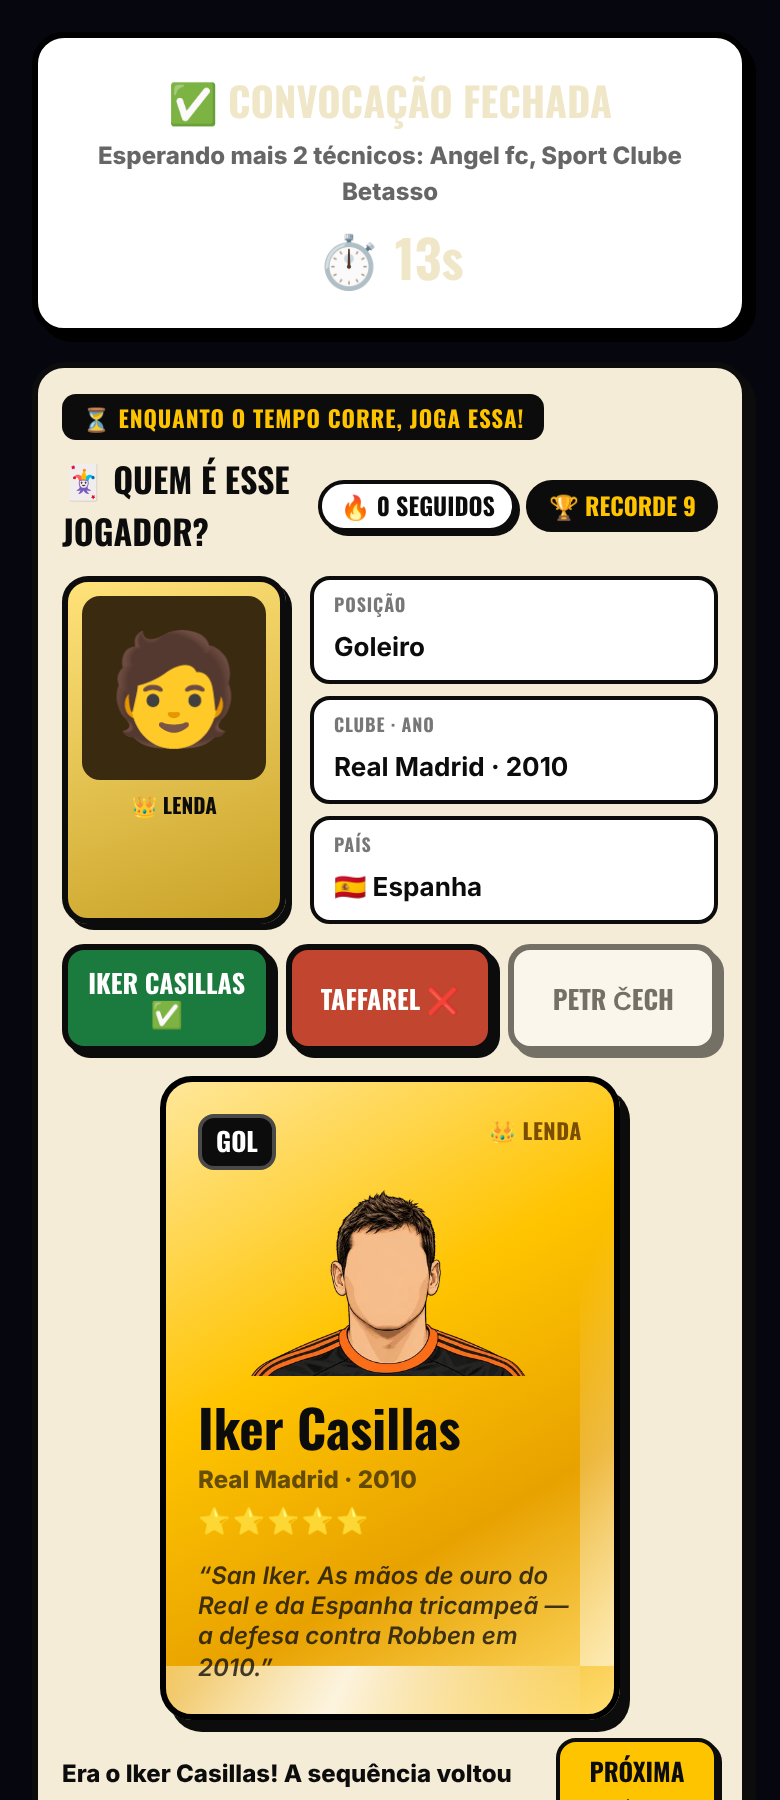 ✅ CONVOCAÇÃO FECHADA
Esperando mais 2 técnicos: Angel fc, Sport Clube
Betasso
⏱️ 13s
⏳ ENQUANTO O TEMPO CORRE, JOGA ESSA!
🃏 QUEM É ESSE
JOGADOR?
🔥 0 SEGUIDOS
🏆 RECORDE 9
👑 LENDA
POSIÇÃO
Goleiro
CLUBE · ANO
Real Madrid · 2010
PAÍS
🇪🇸 Espanha
IKER CASILLAS
✅
TAFFAREL ❌
PETR ČECH
GOL
👑 LENDA
Iker Casillas
Real Madrid · 2010
⭐⭐⭐⭐⭐
“San Iker. As mãos de ouro do
Real e da Espanha tricampeã —
a defesa contra Robben em
2010.”
Era o Iker Casillas! A sequência voltou
PRÓXIMA